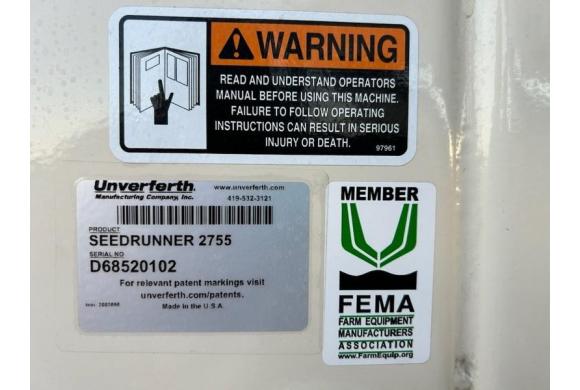 WARNING
READ AND UNDERSTAND OPERATORS
MANUAL BEFORE USING THIS MACHINE.
FAILURE TO FOLLOW OPERATING
INSTRUCTIONS CAN RESULT IN SERIOUS
INJURY OR DEATH.
97961
Unverferth
Manufacturing Company, Inc.
www.unverferth.com
419-532-3121
PRODUCT
SEEDRUNNER 2755
SERIAL NO
D68520102
For relevant patent markings visit
unverferth.com/patents.
Made in the U.S.A.
MEMBER
FEMA
FARM EQUIPMENT
MANUFACTURERS
ASSOCIATION
www.FarmEquip.org